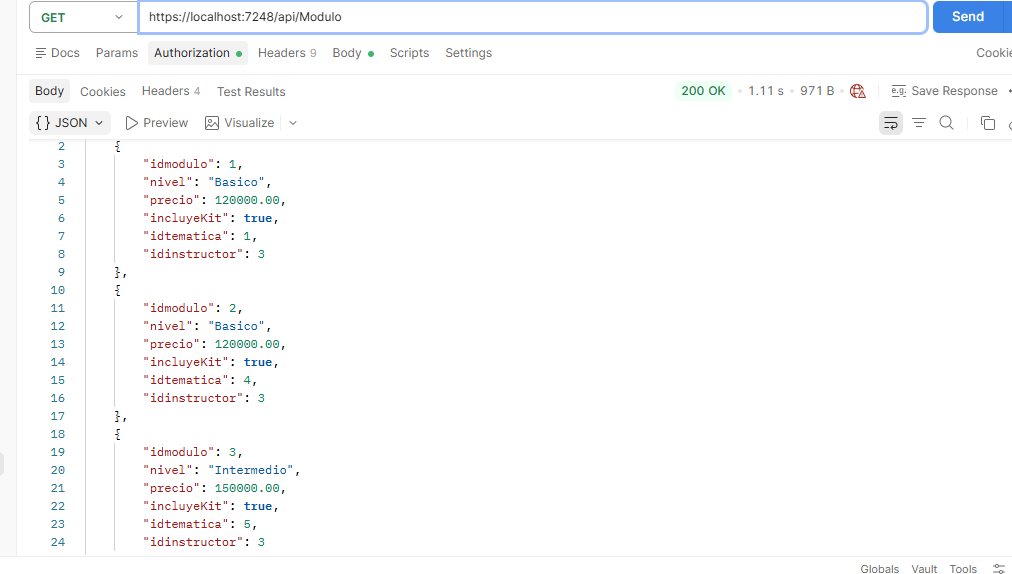 GET https://localhost:7248/api/Modulo Send
Docs Params Authorization Headers 9 Body Scripts Settings Cookie
Body Cookies Headers 4 Test Results 200 OK • 1.11 s • 971 B • e.g. Save Response
{} JSON Preview Visualize
2 {
3 "idmodulo": 1,
4 "nivel": "Basico",
5 "precio": 120000.00,
6 "incluyeKit": true,
7 "idtematica": 1,
8 "idinstructor": 3
9 },
10 {
11 "idmodulo": 2,
12 "nivel": "Basico",
13 "precio": 120000.00,
14 "incluyeKit": true,
15 "idtematica": 4,
16 "idinstructor": 3
17 },
18 {
19 "idmodulo": 3,
20 "nivel": "Intermedio",
21 "precio": 150000.00,
22 "incluyeKit": true,
23 "idtematica": 5,
24 "idinstructor": 3
Globals Vault Tools